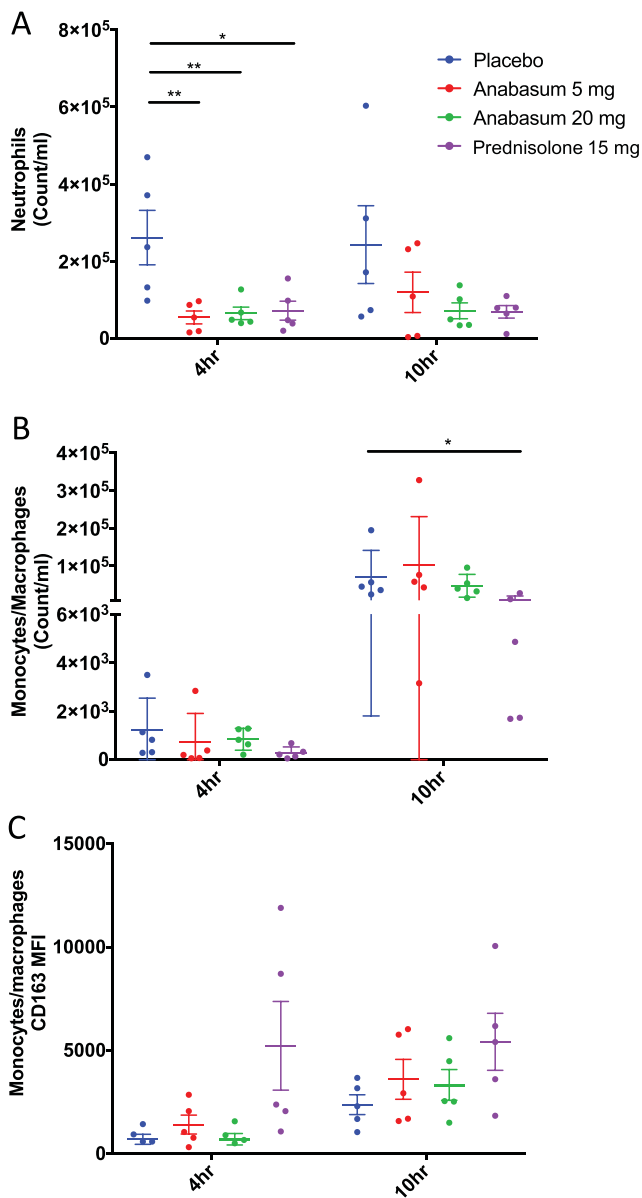 A
8×10⁵
6×10⁵
4×10⁵
2×10⁵
0
Neutrophils
(Count/ml)
*
**
**
Placebo
Anabasum 5 mg
Anabasum 20 mg
Prednisolone 15 mg
4hr
10hr
B
4×10⁵
3×10⁵
2×10⁵
1×10⁵
6×10³
4×10³
2×10³
0
Monocytes/Macrophages
(Count/ml)
*
4hr
10hr
C
15000
10000
5000
0
Monocytes/macrophages
CD163 MFI
4hr
10hr